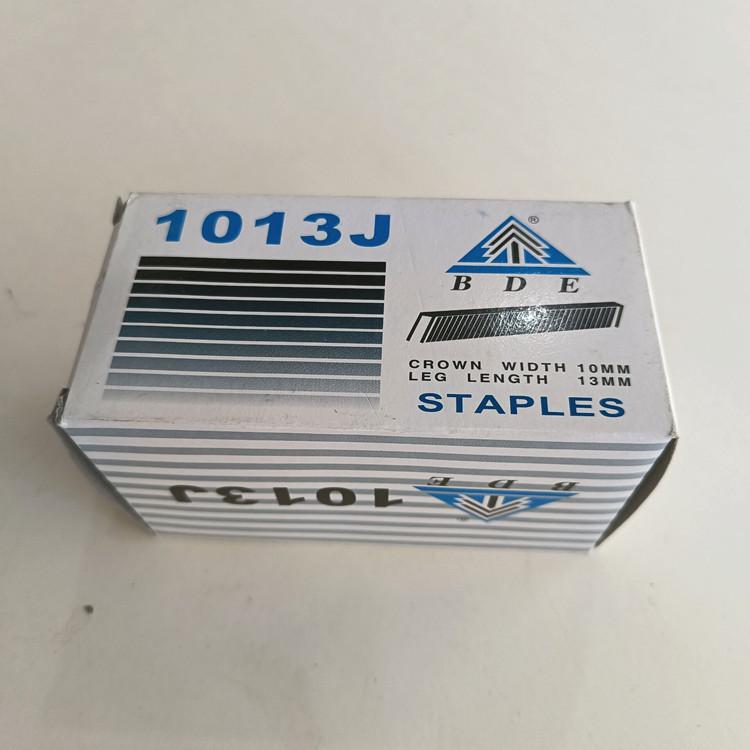 1013J
®
BDE
CROWN WIDTH 10MM
LEG LENGTH 13MM
STAPLES
1013J
BDE
®